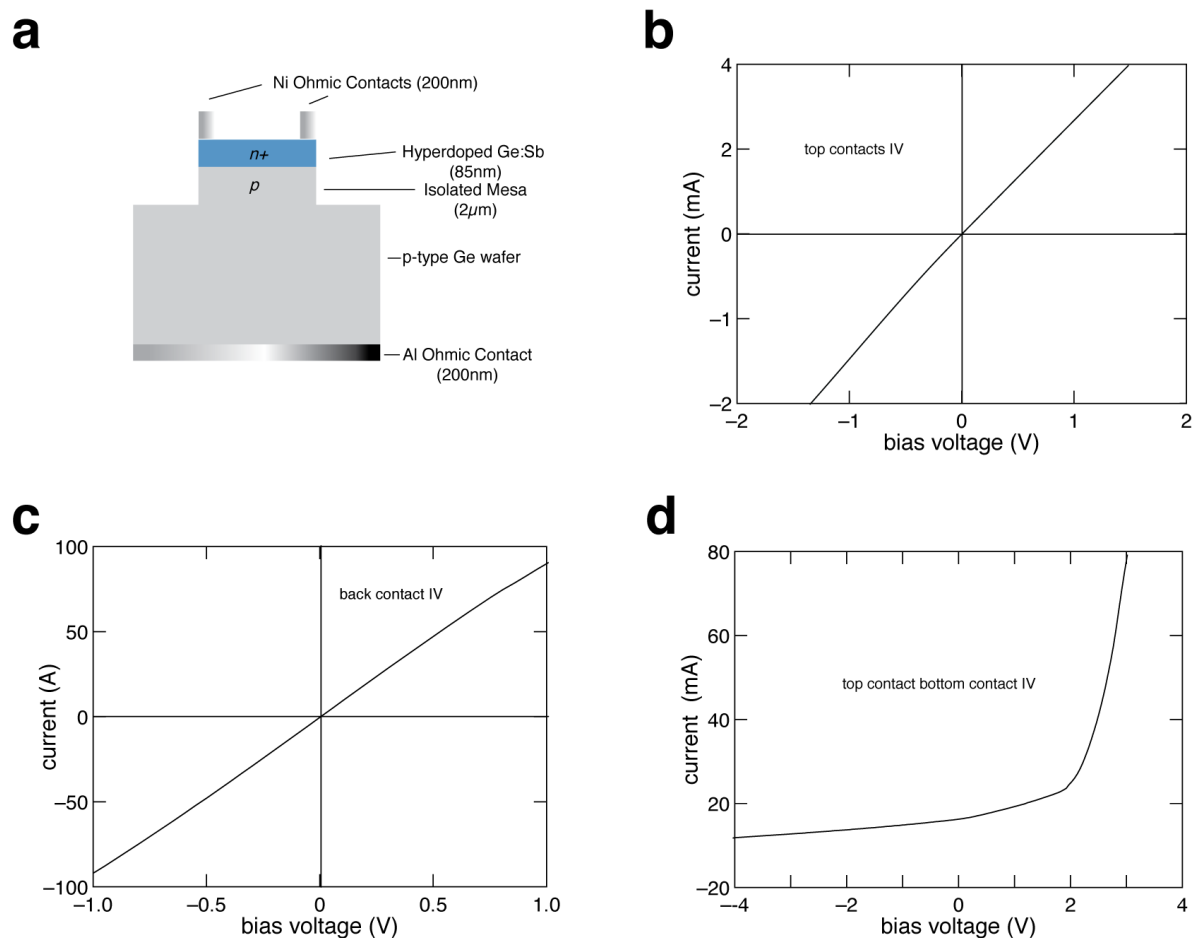 a
Ni Ohmic Contacts (200nm)
n+
Hyperdoped Ge:Sb
(85nm)
p
Isolated Mesa
(2µm)
p-type Ge wafer
Al Ohmic Contact
(200nm)
b
4
2
0
−1
−2
current (mA)
top contacts IV
−2
−1
0
1
2
bias voltage (V)
c
100
50
0
−50
−100
current (A)
back contact IV
−1.0
−0.5
0
0.5
1.0
bias voltage (V)
d
80
60
40
20
−20
current (mA)
top contact bottom contact IV
−-4
−2
0
2
4
bias voltage (V)